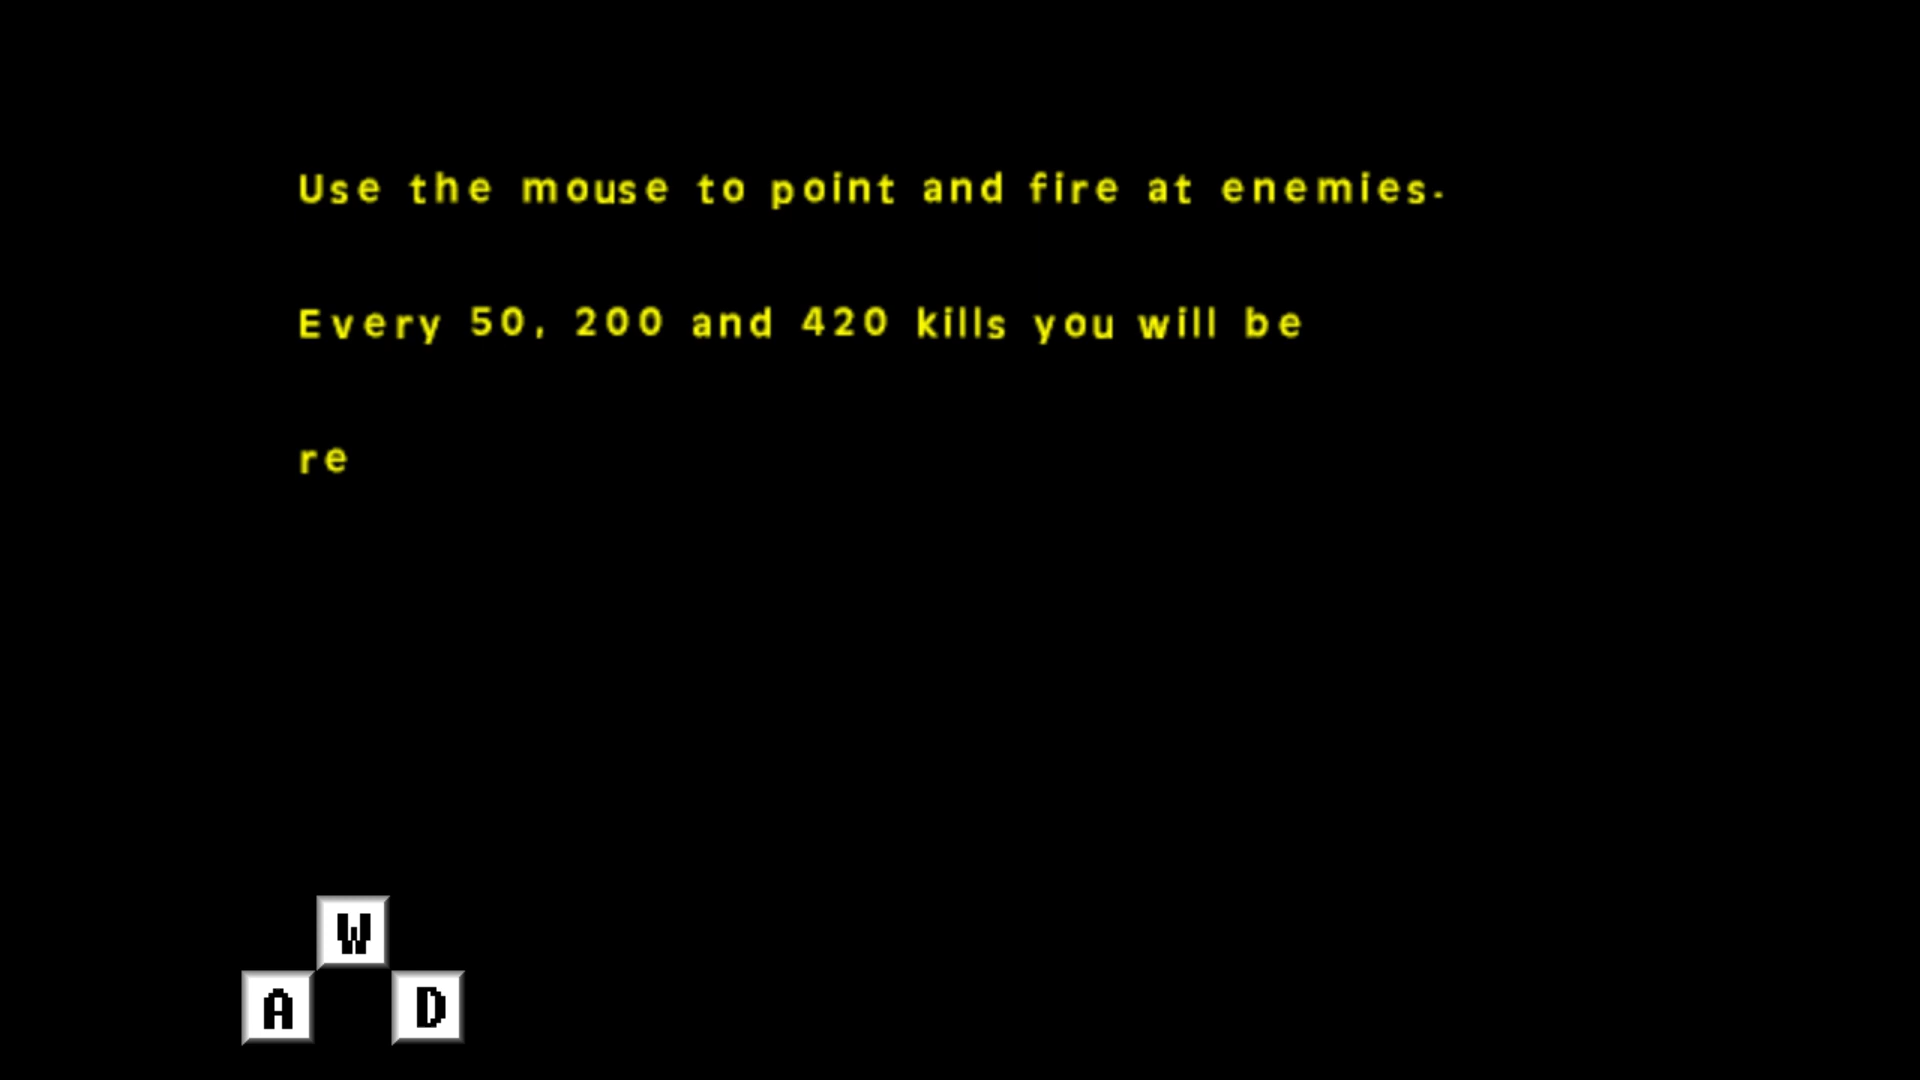 Use the mouse to point and fire at enemies.
Every 50, 200 and 420 kills you will be
re
W
A D